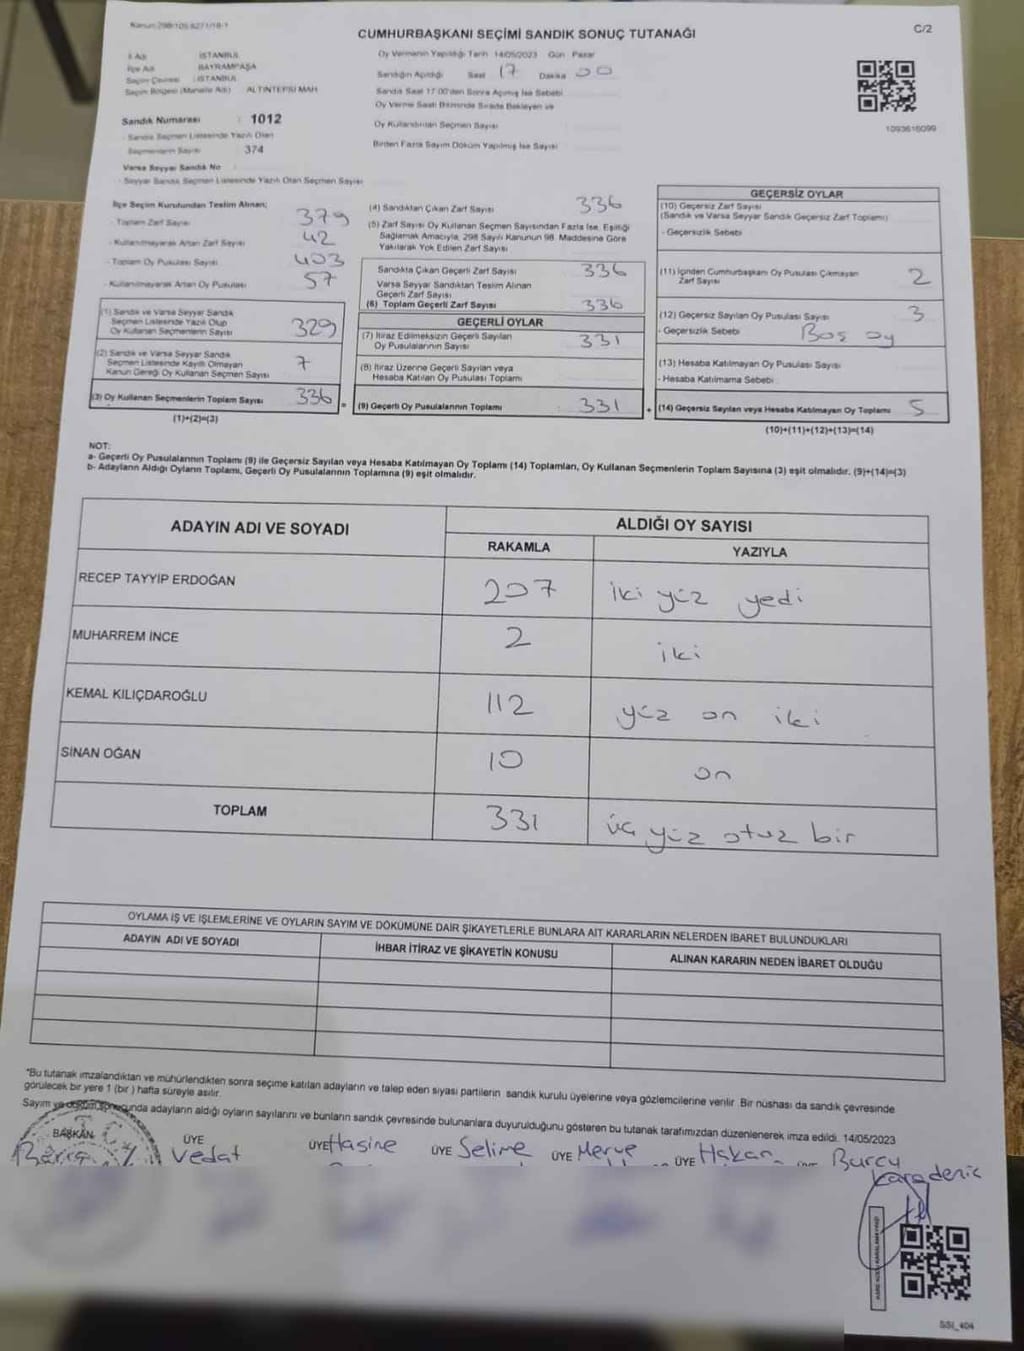 Kanun:298/105.6271/18-1
C/2
CUMHURBAŞKANI SEÇİMİ SANDIK SONUÇ TUTANAĞI
İl Adı İSTANBUL
İlçe Adı BAYRAMPAŞA
Seçim Çevresi : İSTANBUL
Seçim Bölgesi (Mahalle Adı) ALTINTEPSİ MAH
Sandık Numarası : 1012
- Sandık Seçmen Listesinde Yazılı Olan
Seçmenlerin Sayısı 374
Varsa Seyyar Sandık No
- Seyyar Sandık Seçmen Listesinde Yazılı Olan Seçmen Sayısı
Oy Vermenin Yapıldığı Tarih 14/05/2023 Gün Pazar
Sandığın Açıldığı Saat 17 Dakika 00
Sandık Saat 17.00'den Sonra Açılmış İse Sebebi
Oy Verme Saati Bitiminde Sırada Bekleyen ve
Oy Kullandırılan Seçmen Sayısı
Birden Fazla Sayım Döküm Yapılmış İse Sayısı
1093616099
İlçe Seçim Kurulundan Teslim Alınan;
- Toplam Zarf Sayısı 379
- Kullanılmayarak Artan Zarf Sayısı 42
- Toplam Oy Pusulası Sayısı 403
- Kullanılmayarak Artan Oy Pusulası 57
(1) Sandık ve Varsa Seyyar Sandık
Seçmen Listesinde Yazılı Olup
Oy Kullanan Seçmenlerin Sayısı 329
(2) Sandık ve Varsa Seyyar Sandık
Seçmen Listesinde Kayıtlı Olmayan
Kanun Gereği Oy Kullanan Seçmen Sayısı 7
(3) Oy Kullanan Seçmenlerin Toplam Sayısı 336
(1)+(2)=(3)
(4) Sandıktan Çıkan Zarf Sayısı 336
(5) Zarf Sayısı Oy Kullanan Seçmen Sayısından Fazla İse, Eşitliği
Sağlamak Amacıyla, 298 Sayılı Kanunun 98. Maddesine Göre
Yakılarak Yok Edilen Zarf Sayısı
Sandıkta Çıkan Geçerli Zarf Sayısı 336
Varsa Seyyar Sandıktan Teslim Alınan
Geçerli Zarf Sayısı
(6) Toplam Geçerli Zarf Sayısı 336
GEÇERLİ OYLAR
(7) İtiraz Edilmeksizin Geçerli Sayılan
Oy Pusulalarının Sayısı 331
(8) İtiraz Üzerine Geçerli Sayılan veya
Hesaba Katılan Oy Pusulası Toplamı
= (9) Geçerli Oy Pusulalarının Toplamı 331
GEÇERSİZ OYLAR
(10) Geçersiz Zarf Sayısı
(Sandık ve Varsa Seyyar Sandık Geçersiz Zarf Toplamı)
- Geçersizlik Sebebi
(11) İçinden Cumhurbaşkanı Oy Pusulası Çıkmayan
Zarf Sayısı 2
(12) Geçersiz Sayılan Oy Pusulası Sayısı 3
- Geçersizlik Sebebi Boş oy
(13) Hesaba Katılmayan Oy Pusulası Sayısı
- Hesaba Katılmama Sebebi
+ (14) Geçersiz Sayılan veya Hesaba Katılmayan Oy Toplamı 5
(10)+(11)+(12)+(13)=(14)
NOT:
a- Geçerli Oy Pusulalarının Toplamı (9) ile Geçersiz Sayılan veya Hesaba Katılmayan Oy Toplamı (14) Toplamları, Oy Kullanan Seçmenlerin Toplam Sayısına (3) eşit olmalıdır. (9)+(14)=(3)
b- Adayların Aldığı Oyların Toplamı, Geçerli Oy Pusulalarının Toplamına (9) eşit olmalıdır.
ADAYIN ADI VE SOYADI
ALDIĞI OY SAYISI
RAKAMLA YAZIYLA
RECEP TAYYİP ERDOĞAN 207 iki yüz yedi
MUHARREM İNCE 2 iki
KEMAL KILIÇDAROĞLU 112 yüz on iki
SİNAN OĞAN 10 on
TOPLAM 331 üç yüz otuz bir
OYLAMA İŞ VE İŞLEMLERİNE VE OYLARIN SAYIM VE DÖKÜMÜNE DAİR ŞİKAYETLERLE BUNLARA AİT KARARLARIN NELERDEN İBARET BULUNDUKLARI
ADAYIN ADI VE SOYADI İHBAR İTİRAZ VE ŞİKAYETİN KONUSU ALINAN KARARIN NEDEN İBARET OLDUĞU
*Bu tutanak imzalandıktan ve mühürlendikten sonra seçime katılan adayların ve talep eden siyasi partilerin sandık kurulu üyelerine veya gözlemcilerine verilir. Bir nüshası da sandık çevresinde
görülecek bir yere 1 (bir ) hafta süreyle asılır.
Sayım ve döküm sonucunda adayların aldığı oyların sayılarını ve bunların sandık çevresinde bulunanlara duyurulduğunu gösteren bu tutanak tarafımızdan düzenlenerek imza edildi. 14/05/2023
BAŞKAN ÜYE ÜYE ÜYE ÜYE ÜYE
Vedat Hasine Selime Merve Hakan Burcu
Karadeniz
SSI_404